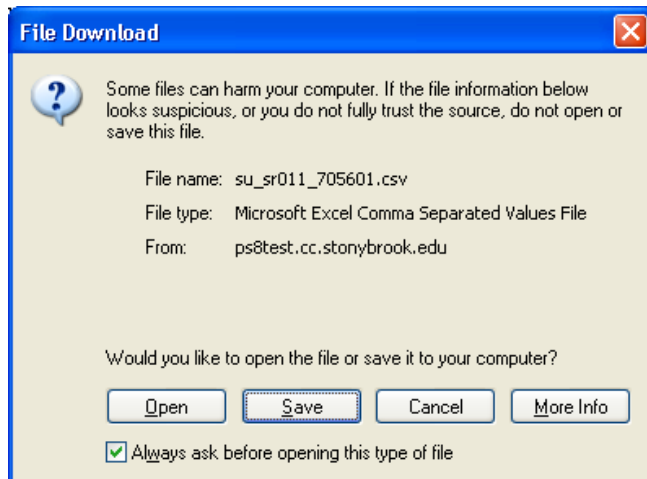 File Download
Some files can harm your computer. If the file information below
looks suspicious, or you do not fully trust the source, do not open or
save this file.
File name: su_sr011_705601.csv
File type: Microsoft Excel Comma Separated Values File
From: ps8test.cc.stonybrook.edu
Would you like to open the file or save it to your computer?
Open Save Cancel More Info
Always ask before opening this type of file